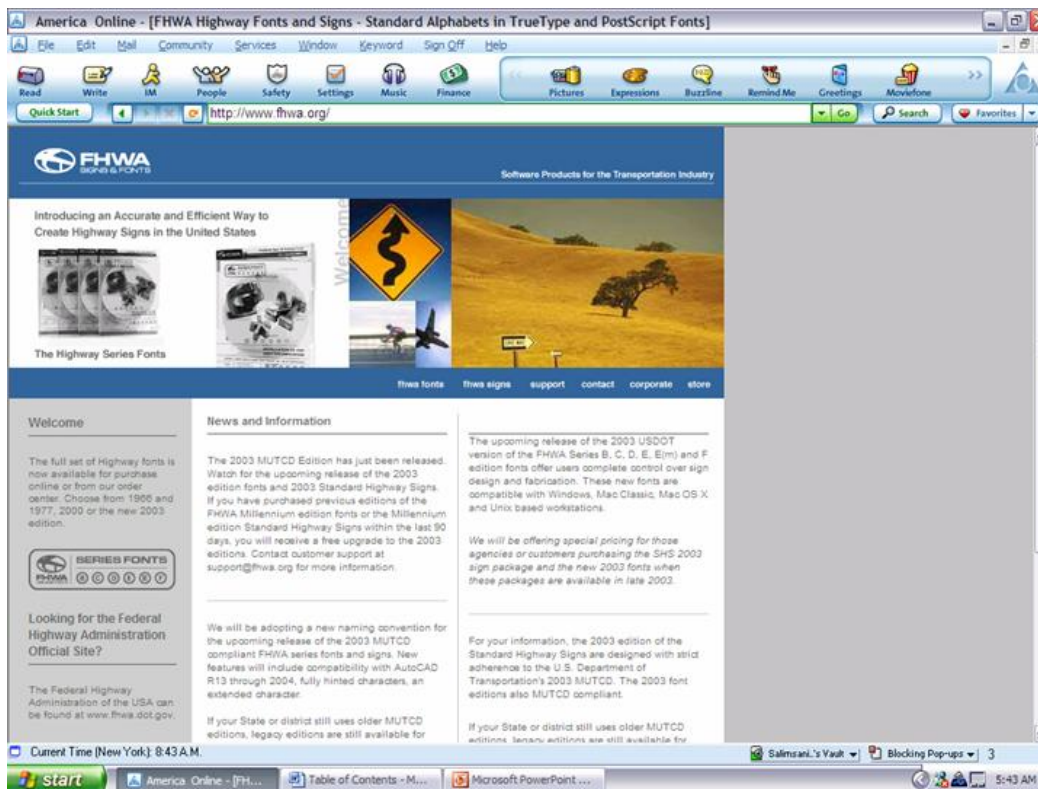 America Online - [FHWA Highway Fonts and Signs - Standard Alphabets in TrueType and PostScript Fonts]
File Edit Mail Community Services Window Keyword Sign Off Help
Read Write IM People Safety Settings Music Finance Pictures Expressions Buzzline Remind Me Greetings Moviefone
Quick Start http://www.fhwa.org/ Go Search Favorites
FHWA
SIGNS & FONTS
Software Products for the Transportation Industry
Introducing an Accurate and Efficient Way to
Create Highway Signs in the United States
Welcome
The Highway Series Fonts
fhwa fonts fhwa signs support contact corporate store
Welcome
The full set of Highway fonts is
now available for purchase
online or from our order
center. Choose from 1966 and
1977, 2000 or the new 2003
edition.
SERIES FONTS
FHWA B C D E E F
Looking for the Federal
Highway Administration
Official Site?
The Federal Highway
Administration of the USA can
be found at www.fhwa.dot.gov.
News and Information
The 2003 MUTCD Edition has just been released.
Watch for the upcoming release of the 2003
edition fonts and 2003 Standard Highway Signs.
If you have purchased previous editions of the
FHWA Millennium edition fonts or the Millennium
edition Standard Highway Signs within the last 90
days, you will receive a free upgrade to the 2003
editions. Contact customer support at
support@fhwa.org for more information.
We will be adopting a new naming convention for
the upcoming release of the 2003 MUTCD
compliant FHWA series fonts and signs. New
features will include compatibility with AutoCAD
R13 through 2004, fully hinted characters, an
extended character.
If your State or district still uses older MUTCD
editions, legacy editions are still available for
The upcoming release of the 2003 USDOT
version of the FHWA Series B, C, D, E, E(m) and F
edition fonts offer users complete control over sign
design and fabrication. These new fonts are
compatible with Windows, Mac Classic, Mac OS X
and Unix based workstations.
We will be offering special pricing for those
agencies or customers purchasing the SHS 2003
sign package and the new 2003 fonts when
these packages are available in late 2003.
For your information, the 2003 edition of the
Standard Highway Signs are designed with strict
adherence to the U.S. Department of
Transportation's 2003 MUTCD. The 2003 font
editions also MUTCD compliant.
If your State or district still uses older MUTCD
editions, legacy editions are still available for
Current Time (New York): 8:43 A.M. Salimsani.'s Vault Blocking Pop-ups 3
start America Online - [FH... Table of Contents - M... Microsoft PowerPoint ... 5:43 AM